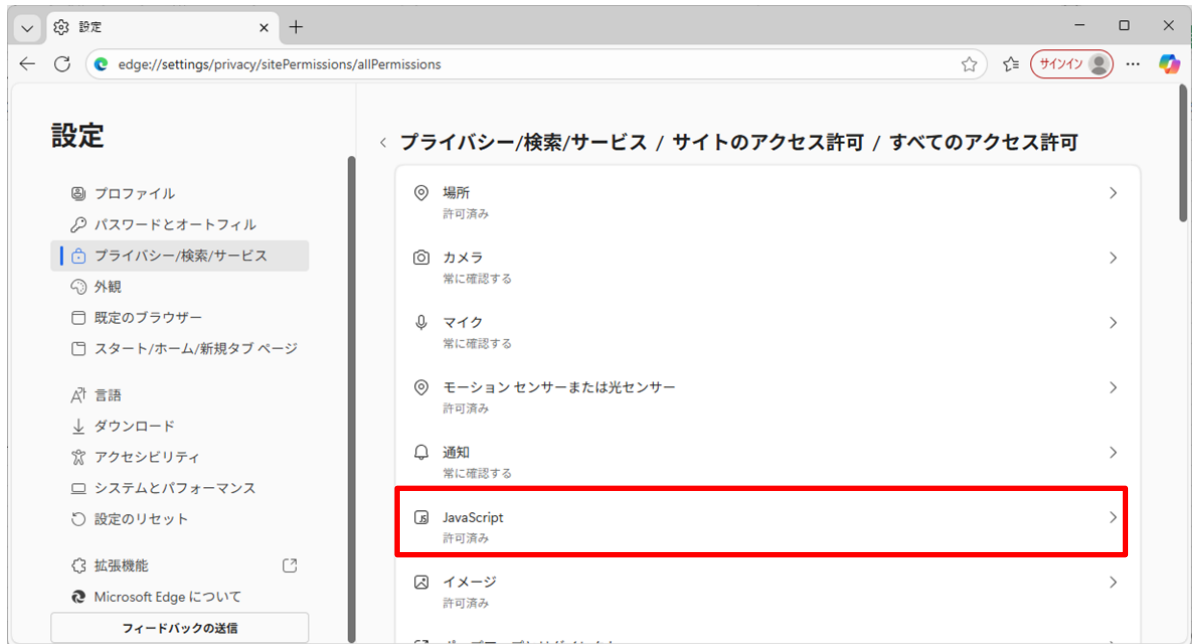 設定
edge://settings/privacy/sitePermissions/allPermissions
サインイン
設定
プロファイル
パスワードとオートフィル
プライバシー/検索/サービス
外観
既定のブラウザー
スタート/ホーム/新規タブ ページ
言語
ダウンロード
アクセシビリティ
システムとパフォーマンス
設定のリセット
拡張機能
Microsoft Edge について
フィードバックの送信
プライバシー/検索/サービス / サイトのアクセス許可 / すべてのアクセス許可
場所
許可済み
カメラ
常に確認する
マイク
常に確認する
モーション センサーまたは光センサー
許可済み
通知
常に確認する
JavaScript
許可済み
イメージ
許可済み